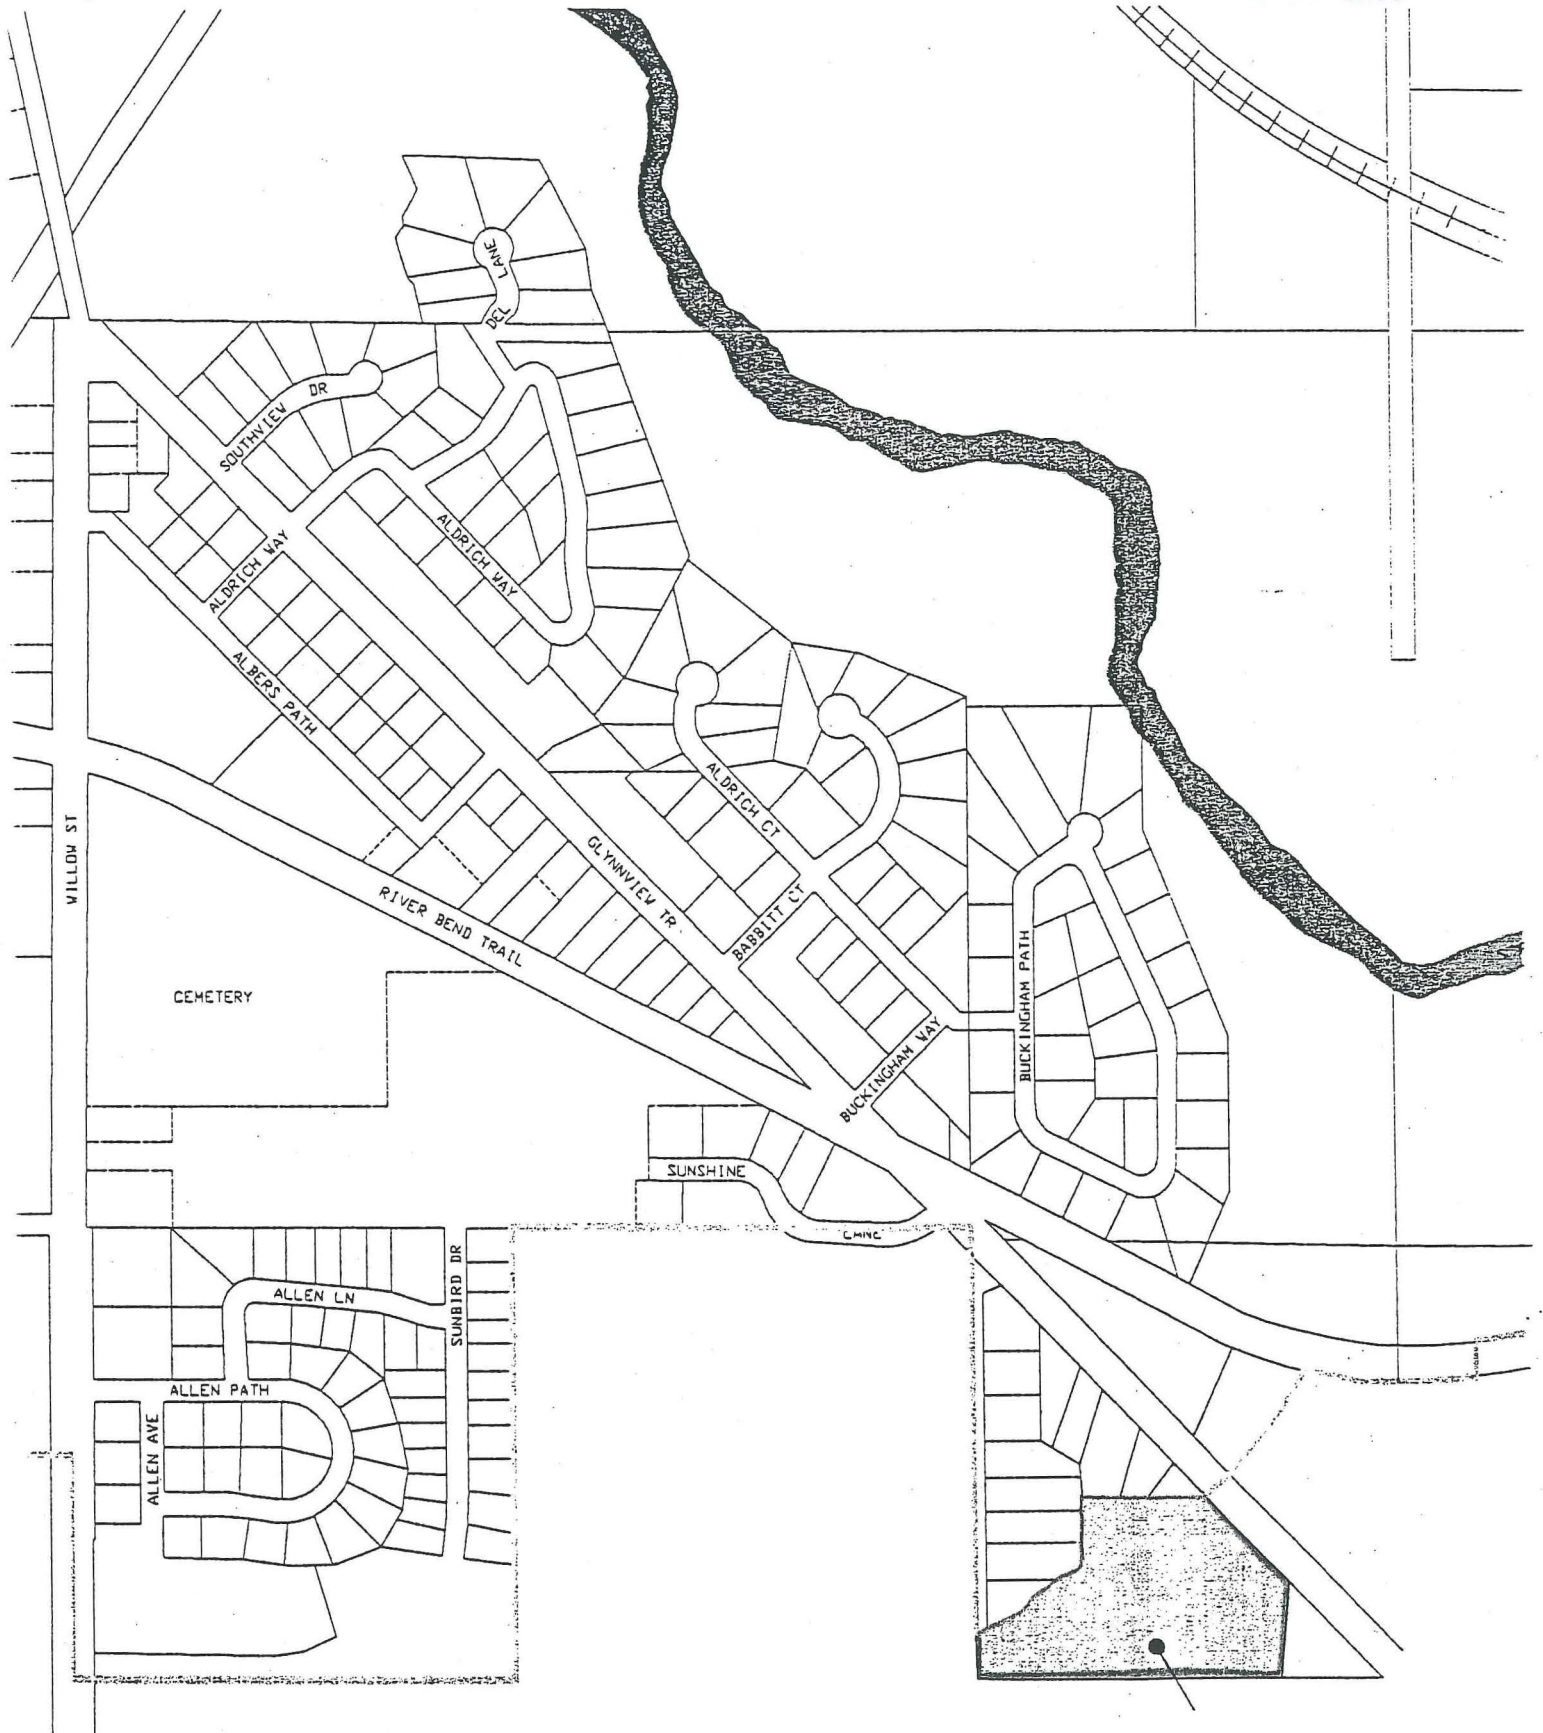 LANE
DEL
SOUTHVIEW DR
ALDRICH WAY
ALDRICH WAY
ALBERS PATH
ALDRICH CT
WILLOW ST
GLYNNVIEW TR.
RIVER BEND TRAIL
BABBITT CT
BUCKINGHAM PATH
CEMETERY
BUCKINGHAM WAY
SUNSHINE
SUNBIRD DR
ALLEN LN
ALLEN PATH
ALLEN AVE